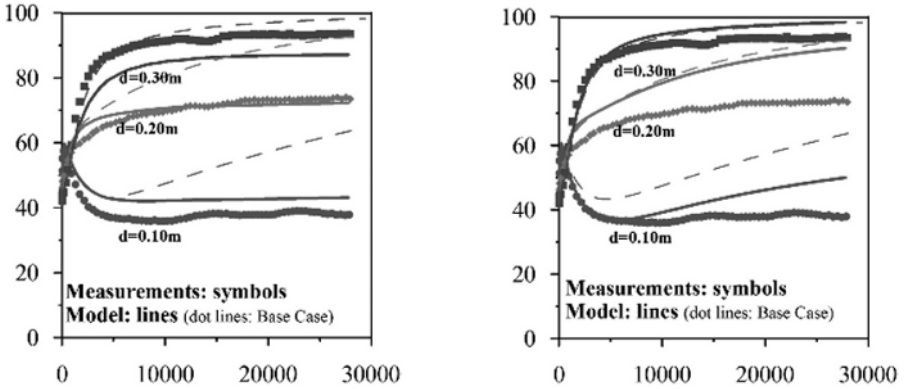 100
80
60
40
20
0
d=0.30m
d=0.20m
d=0.10m
Measurements: symbols
Model: lines (dot lines: Base Case)
0 10000 20000 30000
100
80
60
40
20
0
d=0.30m
d=0.20m
d=0.10m
Measurements: symbols
Model: lines (dot lines: Base Case)
0 10000 20000 30000